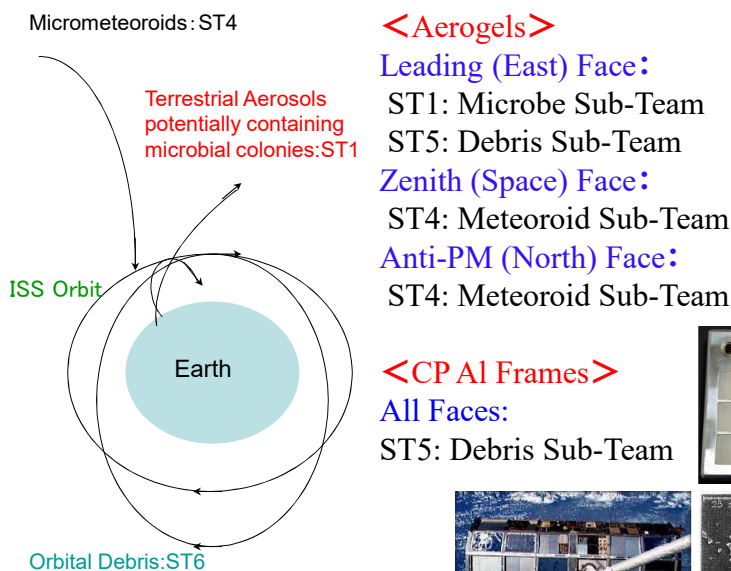 Micrometeoroids:ST4
Terrestrial Aerosols
potentially containing
microbial colonies:ST1
ISS Orbit
Earth
Orbital Debris:ST6
<Aerogels>
Leading (East) Face:
ST1: Microbe Sub-Team
ST5: Debris Sub-Team
Zenith (Space) Face:
ST4: Meteoroid Sub-Team
Anti-PM (North) Face:
ST4: Meteoroid Sub-Team
<CP Al Frames>
All Faces:
ST5: Debris Sub-Team